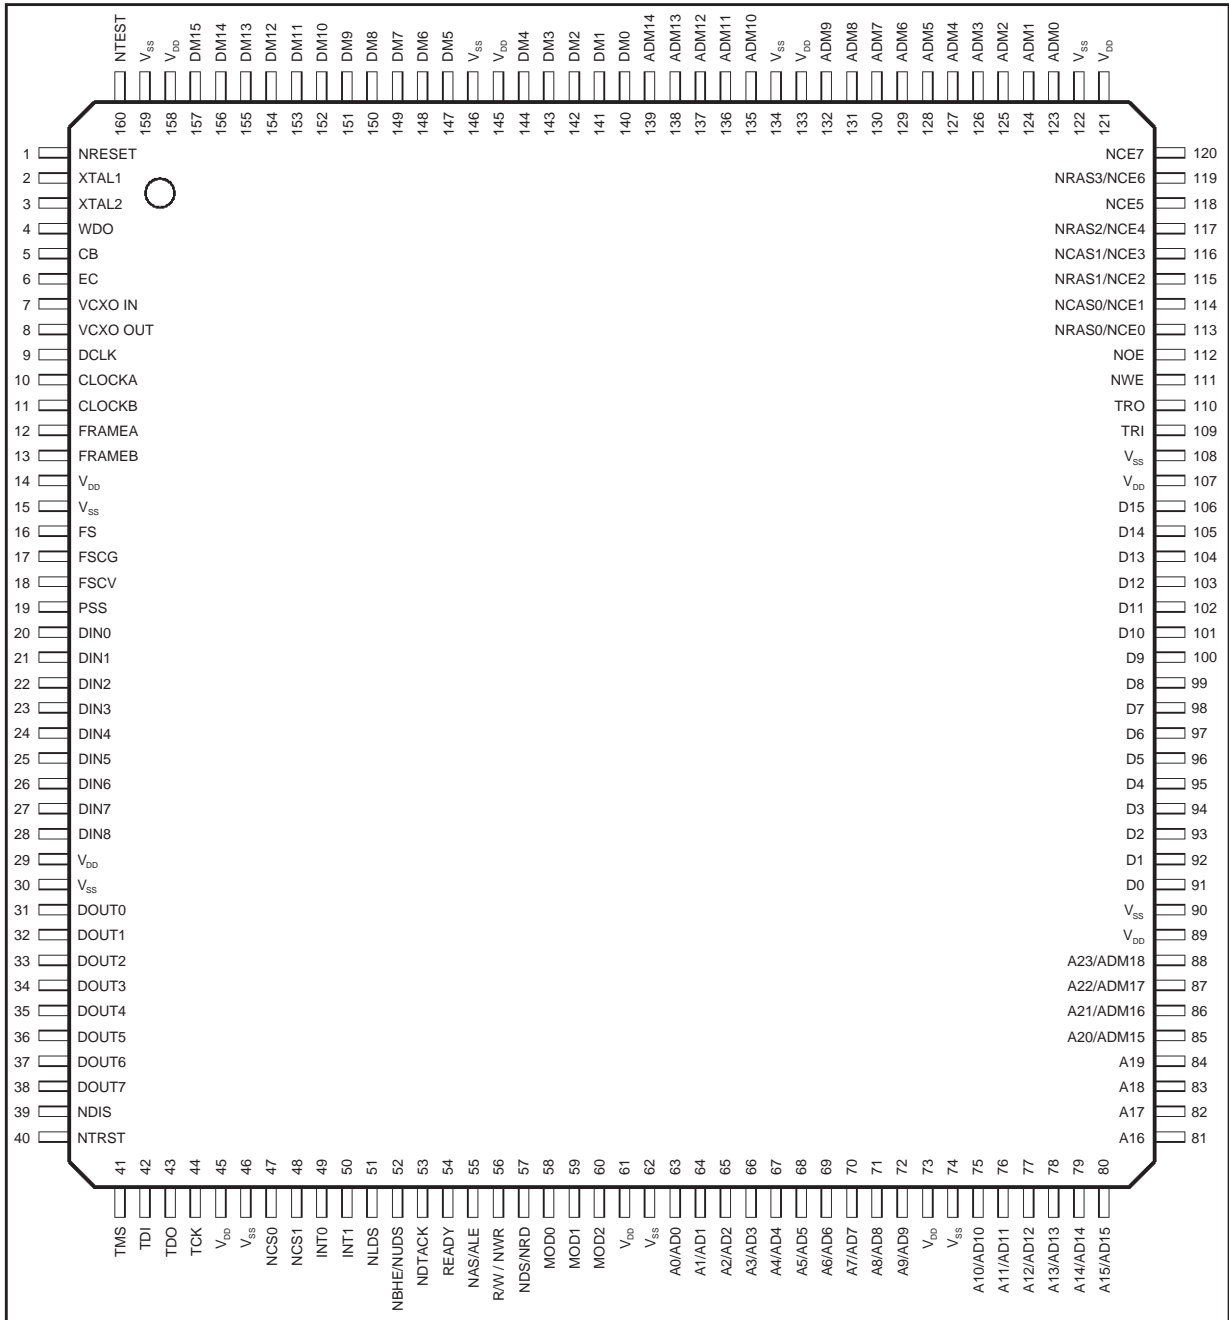 NTEST
VSS
VDD
DM15
DM14
DM13
DM12
DM11
DM10
DM9
DM8
DM7
DM6
DM5
VSS
VDD
DM4
DM3
DM2
DM1
DM0
ADM14
ADM13
ADM12
ADM11
ADM10
VSS
VDD
ADM9
ADM8
ADM7
ADM6
ADM5
ADM4
ADM3
ADM2
ADM1
ADM0
VSS
VDD
160
159
158
157
156
155
154
153
152
151
150
149
148
147
146
145
144
143
142
141
140
139
138
137
136
135
134
133
132
131
130
129
128
127
126
125
124
123
122
121
1 NRESET
2 XTAL1
3 XTAL2
4 WDO
5 CB
6 EC
7 VCXO IN
8 VCXO OUT
9 DCLK
10 CLOCKA
11 CLOCKB
12 FRAMEA
13 FRAMEB
14 VDD
15 VSS
16 FS
17 FSCG
18 FSCV
19 PSS
20 DIN0
21 DIN1
22 DIN2
23 DIN3
24 DIN4
25 DIN5
26 DIN6
27 DIN7
28 DIN8
29 VDD
30 VSS
31 DOUT0
32 DOUT1
33 DOUT2
34 DOUT3
35 DOUT4
36 DOUT5
37 DOUT6
38 DOUT7
39 NDIS
40 NTRST
NCE7 120
NRAS3/NCE6 119
NCE5 118
NRAS2/NCE4 117
NCAS1/NCE3 116
NRAS1/NCE2 115
NCAS0/NCE1 114
NRAS0/NCE0 113
NOE 112
NWE 111
TRO 110
TRI 109
VSS 108
VDD 107
D15 106
D14 105
D13 104
D12 103
D11 102
D10 101
D9 100
D8 99
D7 98
D6 97
D5 96
D4 95
D3 94
D2 93
D1 92
D0 91
VSS 90
VDD 89
A23/ADM18 88
A22/ADM17 87
A21/ADM16 86
A20/ADM15 85
A19 84
A18 83
A17 82
A16 81
41
42
43
44
45
46
47
48
49
50
51
52
53
54
55
56
57
58
59
60
61
62
63
64
65
66
67
68
69
70
71
72
73
74
75
76
77
78
79
80
TMS
TDI
TDO
TCK
VDD
VSS
NCS0
NCS1
INT0
INT1
NLDS
NBHE/NUDS
NDTACK
READY
NAS/ALE
R/W / NWR
NDS/NRD
MOD0
MOD1
MOD2
VDD
VSS
A0/AD0
A1/AD1
A2/AD2
A3/AD3
A4/AD4
A5/AD5
A6/AD6
A7/AD7
A8/AD8
A9/AD9
VDD
VSS
A10/AD10
A11/AD11
A12/AD12
A13/AD13
A14/AD14
A15/AD15